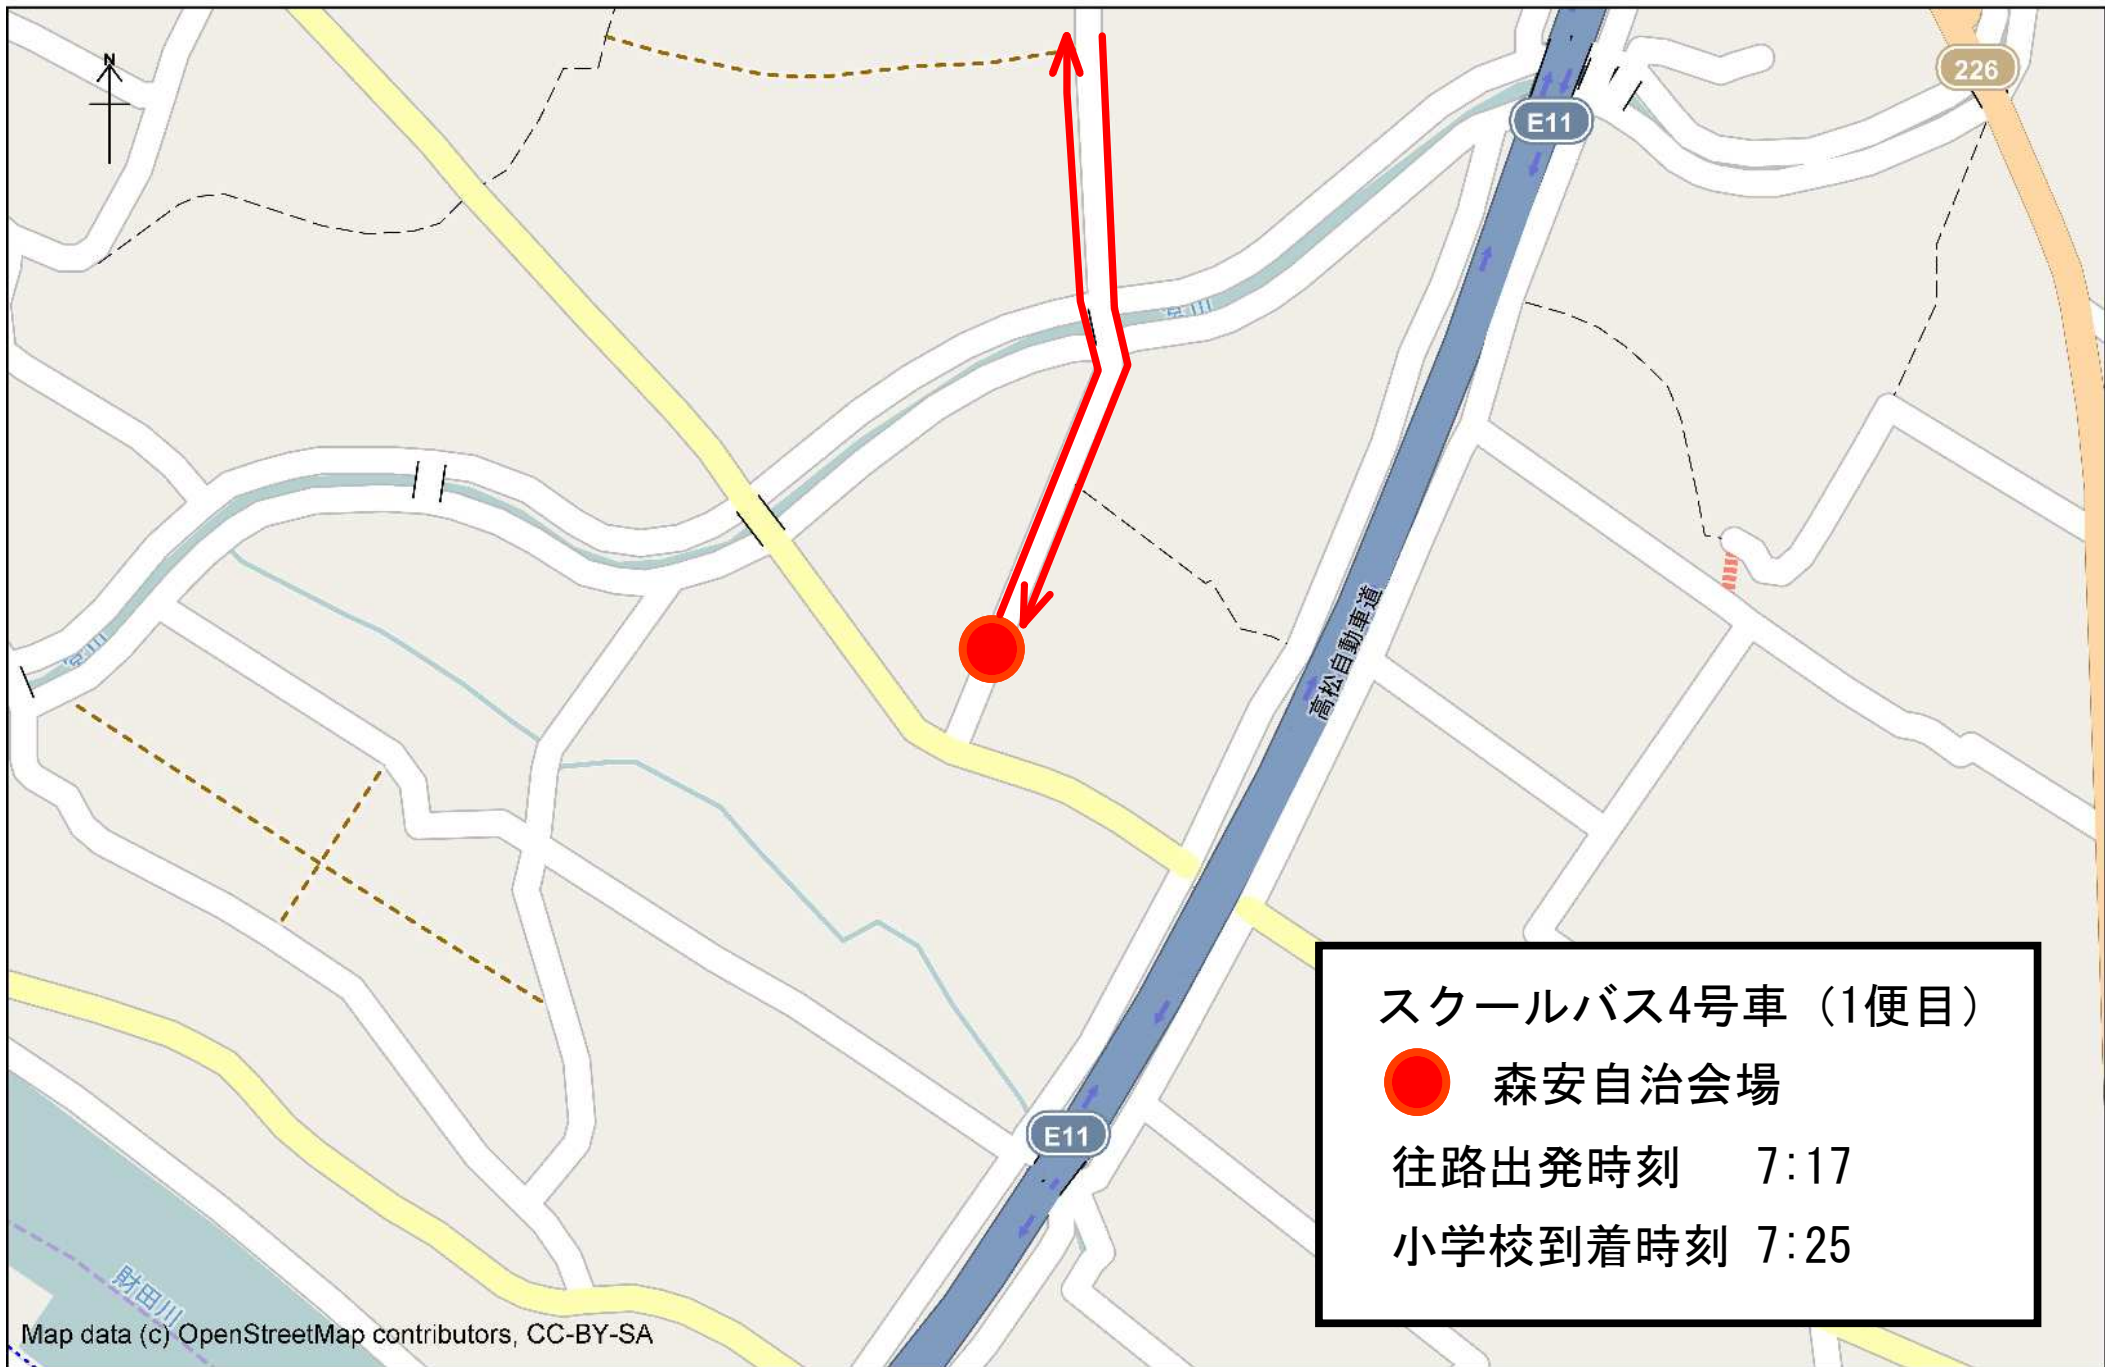 N
226
E11
高松自動車道
スクールバス4号車（1便目）
森安自治会場
往路出発時刻 7:17
小学校到着時刻 7:25
E11
財田川
Map data (c) OpenStreetMap contributors, CC-BY-SA